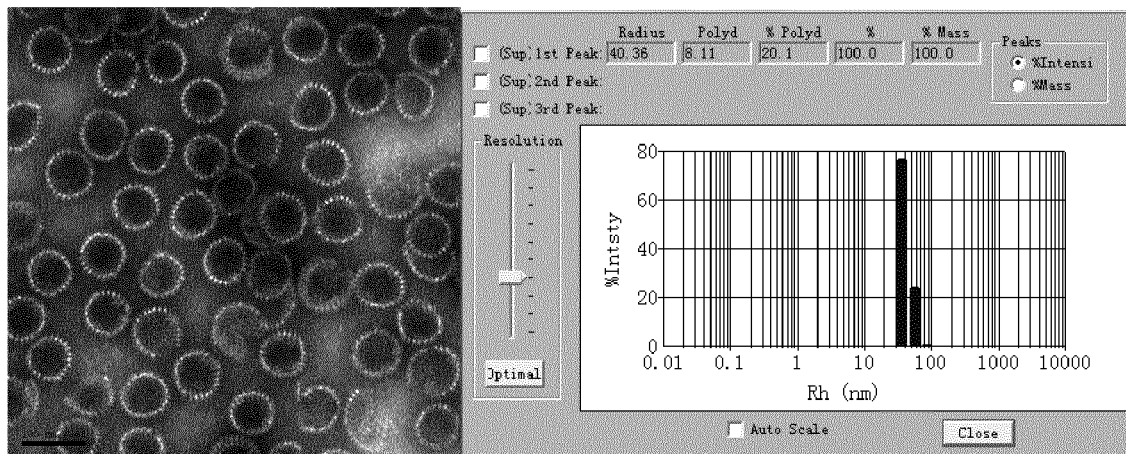 Radius Polyd % Polyd % % Mass
(Sup)1st Peak: 40.36 8.11 20.1 100.0 100.0
(Sup)2nd Peak:
(Sup)3rd Peak:
Peaks
%Intensi
%Mass
Resolution
Optimal
80
60
40
20
0
%Intsty
0.01 0.1 1 10 100 1000 10000
Rh (nm)
Auto Scale
Close